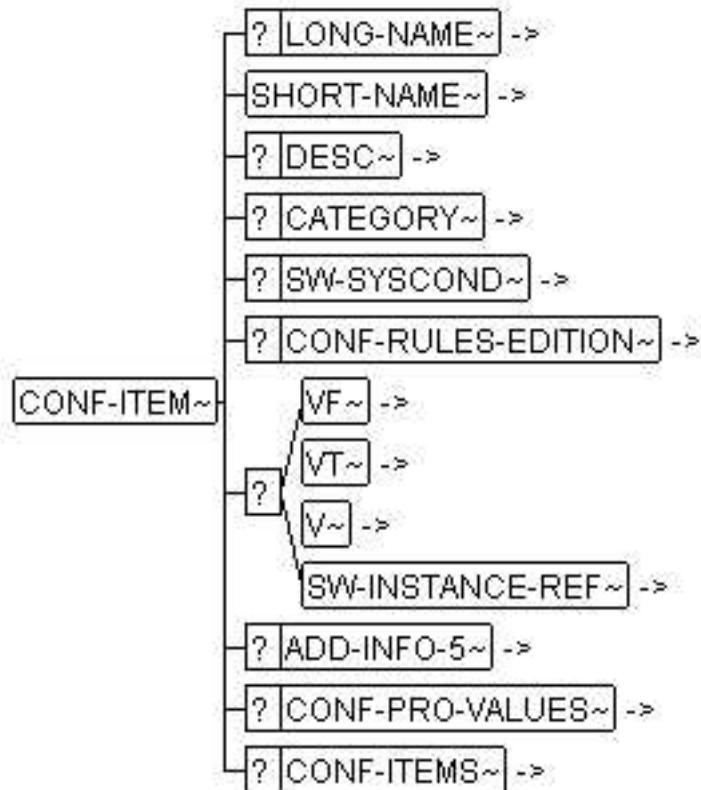 ? LONG-NAME~ ->
SHORT-NAME~ ->
? DESC~ ->
? CATEGORY~ ->
? SW-SYSCOND~ ->
? CONF-RULES-EDITION~ ->
CONF-ITEM~
VF~ ->
VT~ ->
?
V~ ->
SW-INSTANCE-REF~ ->
? ADD-INFO-5~ ->
? CONF-PRO-VALUES~ ->
? CONF-ITEMS~ ->